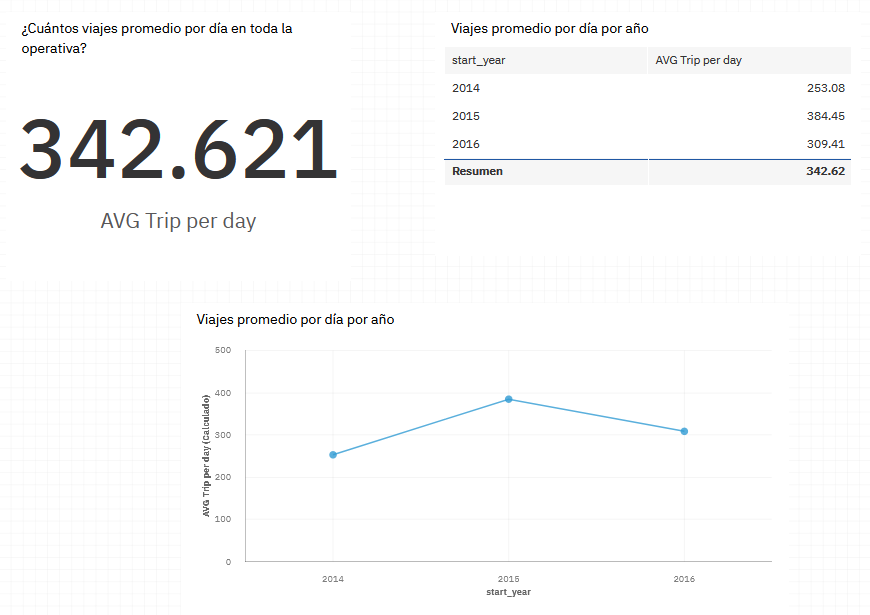 ¿Cuántos viajes promedio por día en toda la
operativa?
342.621
AVG Trip per day
Viajes promedio por día por año
start_year AVG Trip per day
2014 253.08
2015 384.45
2016 309.41
Resumen 342.62
Viajes promedio por día por año
AVG Trip per day (Calculado)
500
400
300
200
100
0
2014 2015 2016
start_year